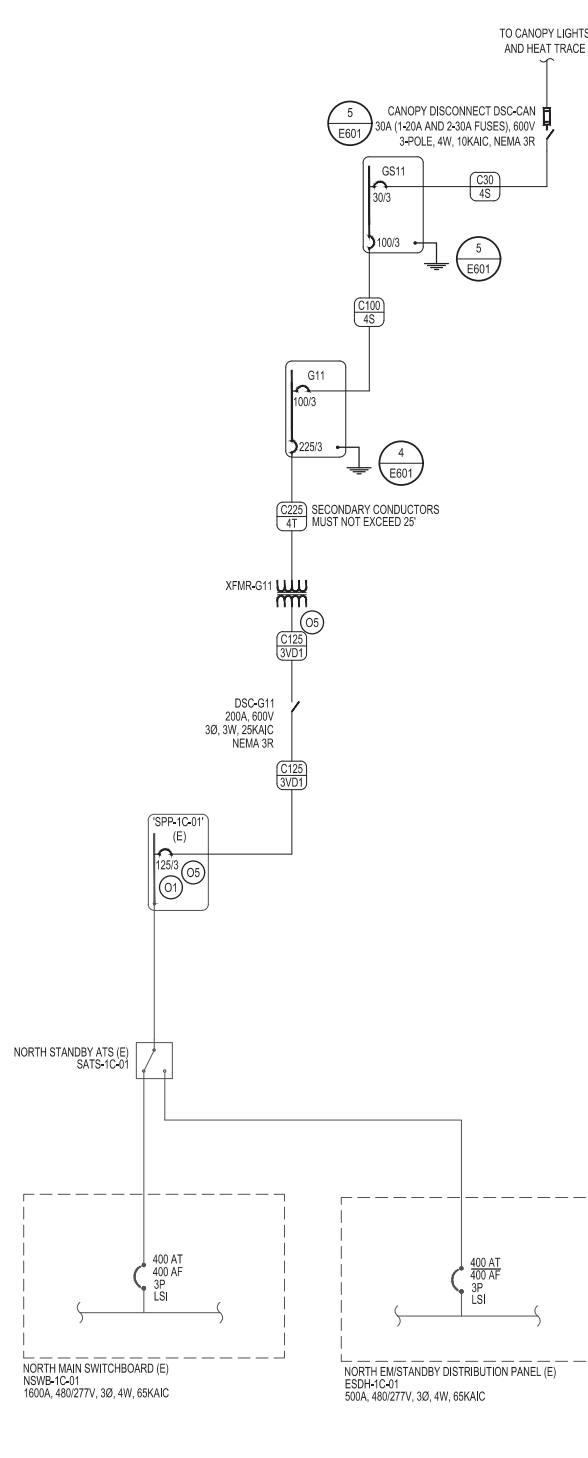 TO CANOPY LIGHTS
AND HEAT TRACE
5
E601
CANOPY DISCONNECT DSC-CAN
30A (1-20A AND 2-30A FUSES), 600V
3-POLE, 4W, 10KAIC, NEMA 3R
GS11
30/3
C30
4S
100/3
5
E601
C100
4S
G11
100/3
225/3
4
E601
C225
4T
SECONDARY CONDUCTORS
MUST NOT EXCEED 25'
XFMR-G11
O5
C125
3VD1
DSC-G11
200A, 600V
3Ø, 3W, 25KAIC
NEMA 3R
C125
3VD1
'SPP-1C-01'
(E)
125/3
O5
O1
NORTH STANDBY ATS (E)
SATS-1C-01
400 AT
400 AF
3P
LSI
400 AT
400 AF
3P
LSI
NORTH MAIN SWITCHBOARD (E)
NSWB-1C-01
1600A, 480/277V, 3Ø, 4W, 65KAIC
NORTH EM/STANDBY DISTRIBUTION PANEL (E)
ESDH-1C-01
500A, 480/277V, 3Ø, 4W, 65KAIC